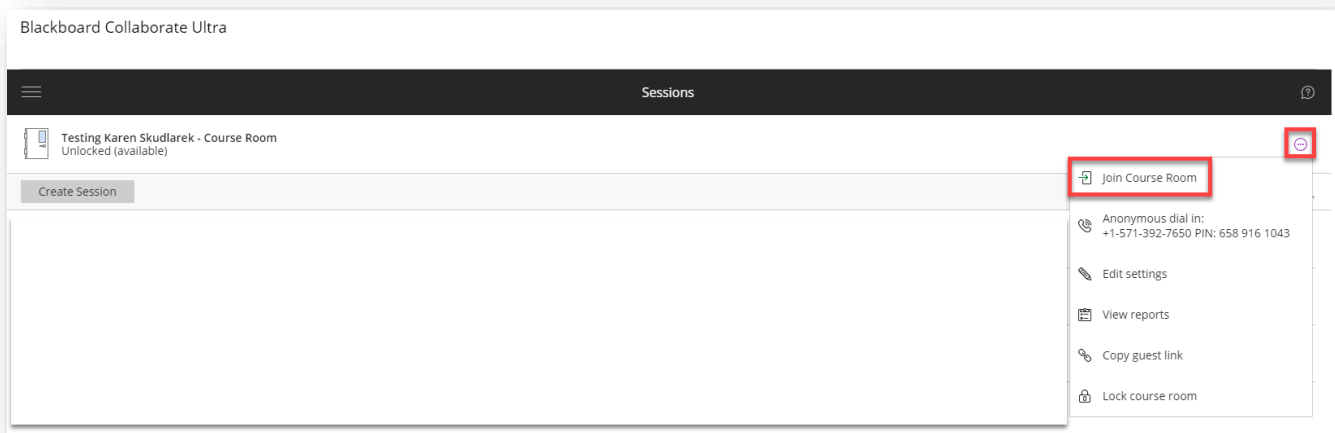 Blackboard Collaborate Ultra
Sessions
Testing Karen Skudlarek - Course Room
Unlocked (available)
Create Session
Join Course Room
Anonymous dial in:
+1-571-392-7650 PIN: 658 916 1043
Edit settings
View reports
Copy guest link
Lock course room